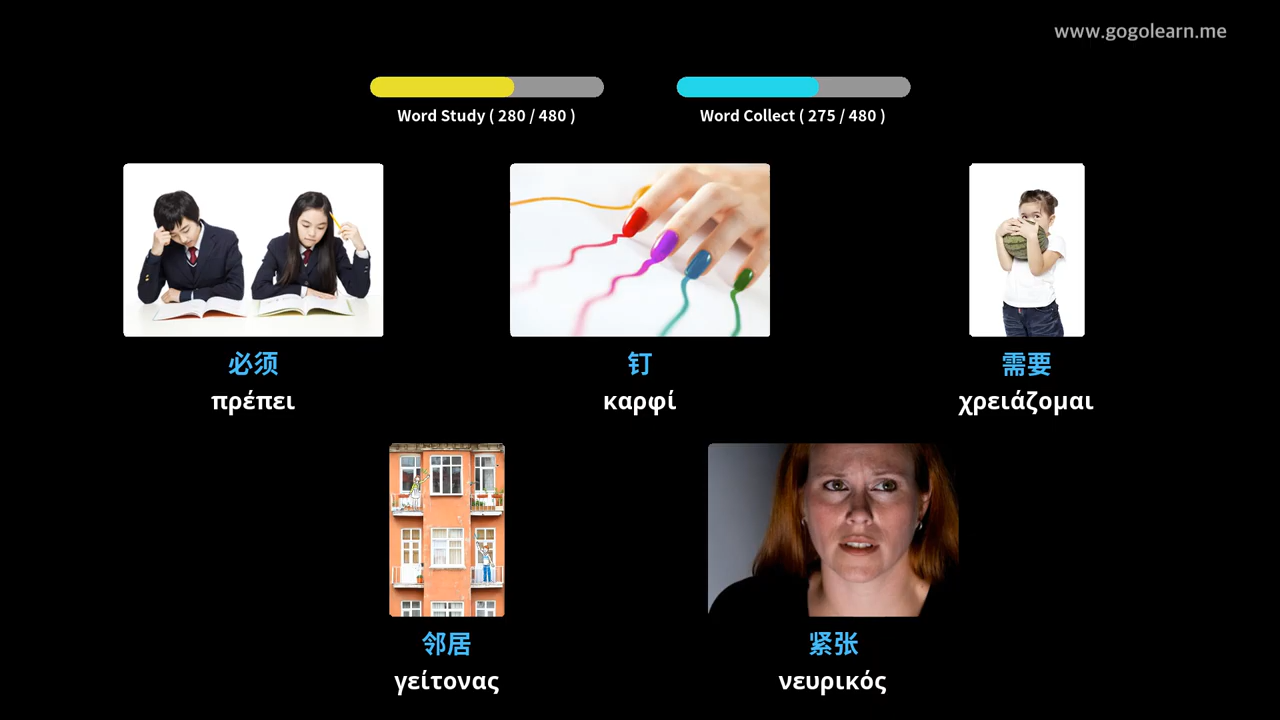 www.gogolearn.me
Word Study ( 280 / 480 )
Word Collect ( 275 / 480 )
必须
πρέπει
钉
καρφί
需要
χρειάζομαι
邻居
γείτονας
紧张
νευρικός